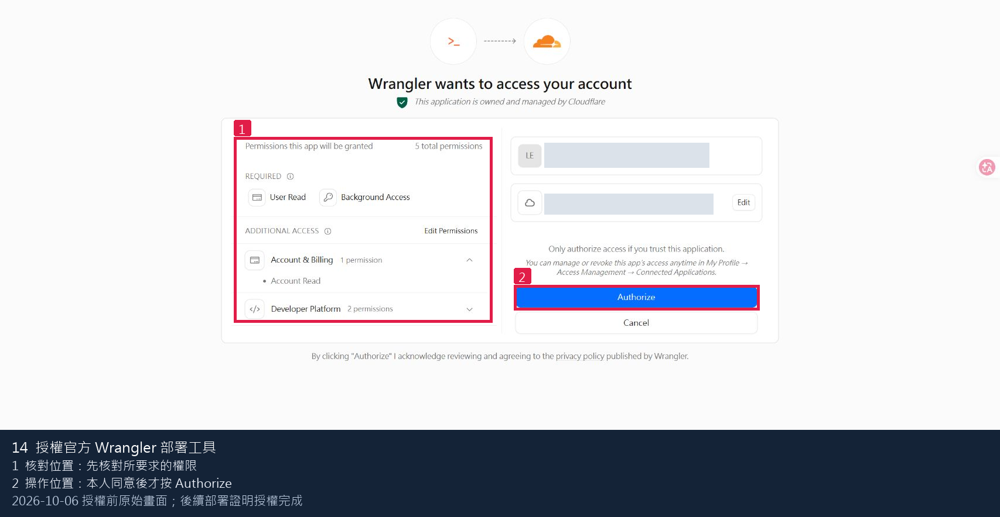 >_
Wrangler wants to access your account
This application is owned and managed by Cloudflare
1
Permissions this app will be granted 5 total permissions
REQUIRED
User Read Background Access
ADDITIONAL ACCESS Edit Permissions
Account & Billing 1 permission
• Account Read
</> Developer Platform 2 permissions
LE
Edit
Only authorize access if you trust this application.
You can manage or revoke this app's access anytime in My Profile →
Access Management → Connected Applications.
2
Authorize
Cancel
By clicking "Authorize" I acknowledge reviewing and agreeing to the privacy policy published by Wrangler.
14 授權官方 Wrangler 部署工具
1 核對位置：先核對所要求的權限
2 操作位置：本人同意後才按 Authorize
2026-10-06 授權前原始畫面；後續部署證明授權完成